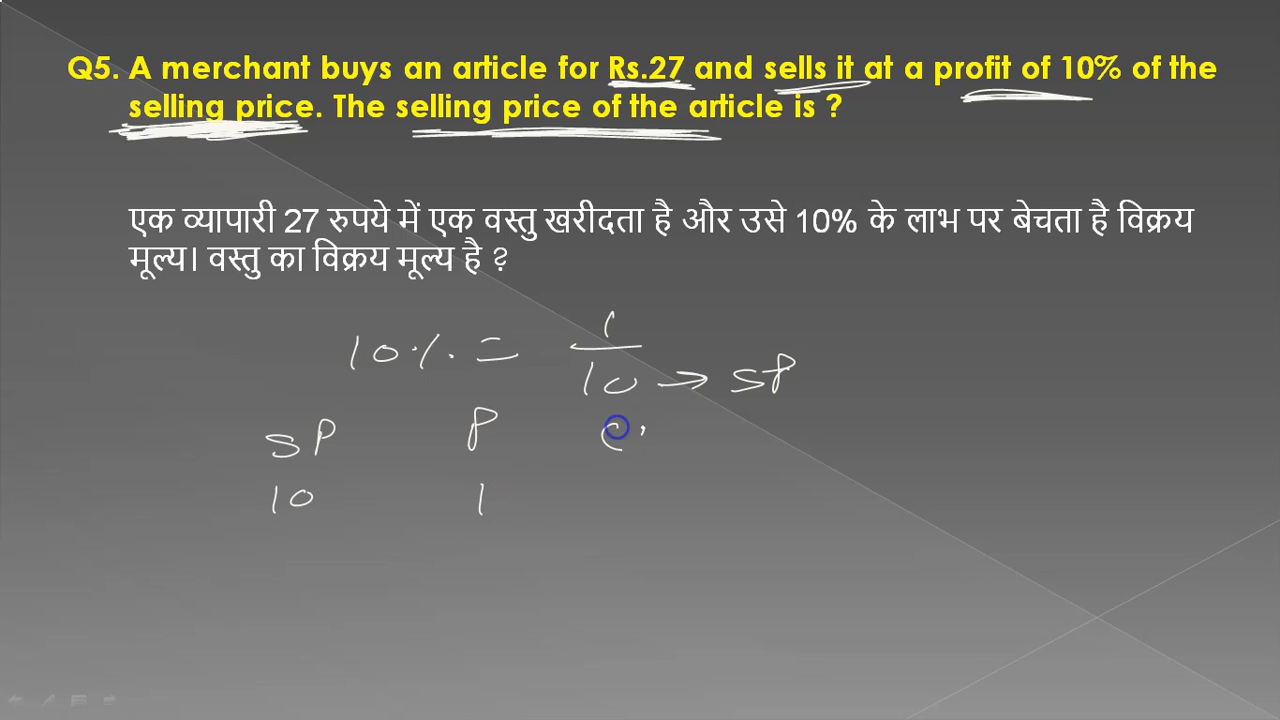 Q5. A merchant buys an article for Rs.27 and sells it at a profit of 10% of the
selling price. The selling price of the article is ?
एक व्यापारी 27 रुपये में एक वस्तु खरीदता है और उसे 10% के लाभ पर बेचता है विक्रय
मूल्य। वस्तु का विक्रय मूल्य है ?
10% = 1/10 → SP
SP P C
10 1